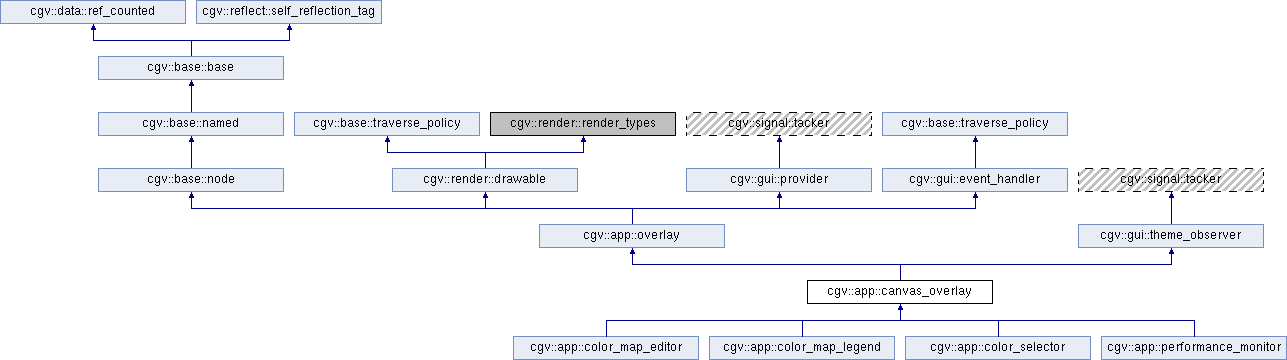 cgv::data::ref_counted
cgv::reflect::self_reflection_tag
cgv::base::base
cgv::base::named
cgv::base::traverse_policy
cgv::render::render_types
cgv::signal::tacker
cgv::base::traverse_policy
cgv::base::node
cgv::render::drawable
cgv::gui::provider
cgv::gui::event_handler
cgv::signal::tacker
cgv::app::overlay
cgv::gui::theme_observer
cgv::app::canvas_overlay
cgv::app::color_map_editor
cgv::app::color_map_legend
cgv::app::color_selector
cgv::app::performance_monitor